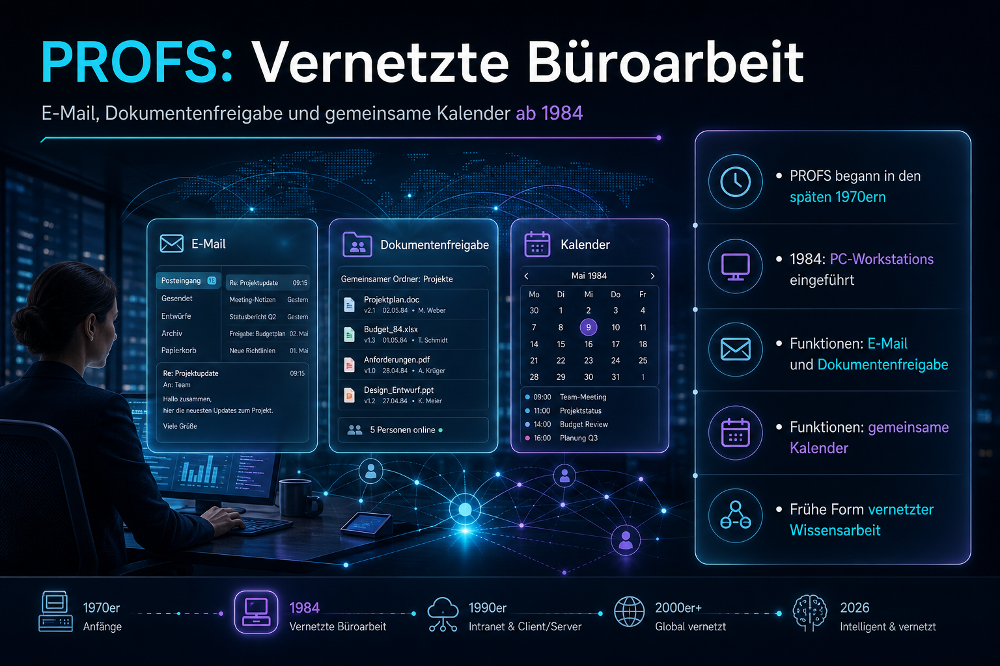 PROFS: Vernetzte Büroarbeit
E-Mail, Dokumentenfreigabe und gemeinsame Kalender ab 1984
E-Mail
Posteingang
Gesendet
Entwürfe
Archiv
Papierkorb
Re: Projektupdate 09:15
Meeting-Notizen Gestern
Statusbericht Q2 Gestern
Freigabe: Budgetplan 02. Mai
Neue Richtlinien 01. Mai
Re: Projektupdate 09:15
An: Team
Hallo zusammen,
hier die neuesten Updates zum Projekt.
Viele Grüße
Dokumentenfreigabe
Gemeinsamer Ordner: Projekte
Projektplan.doc
v2.1 02.05.84 • M. Weber
Budget_84.xlsx
v1.3 01.05.84 • T. Schmidt
Anforderungen.pdf
v1.0 28.04.84 • A. Krüger
Design_Entwurf.ppt
v1.2 27.04.84 • K. Meier
5 Personen online
Kalender
Mai 1984
Mo Di Mi Do Fr
30 1 2 3 4
7 8 9 10 11
14 15 16 17 18
21 22 23 24 25
28 29 30 31 1
09:00 Team-Meeting
11:00 Projektstatus
14:00 Budget Review
16:00 Planung Q3
• PROFS begann in den
späten 1970ern
• 1984: PC-Workstations
eingeführt
• Funktionen: E-Mail
und Dokumentenfreigabe
• Funktionen: gemeinsame
Kalender
• Frühe Form vernetzter
Wissensarbeit
1970er
Anfänge
1984
Vernetzte Büroarbeit
1990er
Intranet & Client/Server
2000er+
Global vernetzt
2026
Intelligent & vernetzt